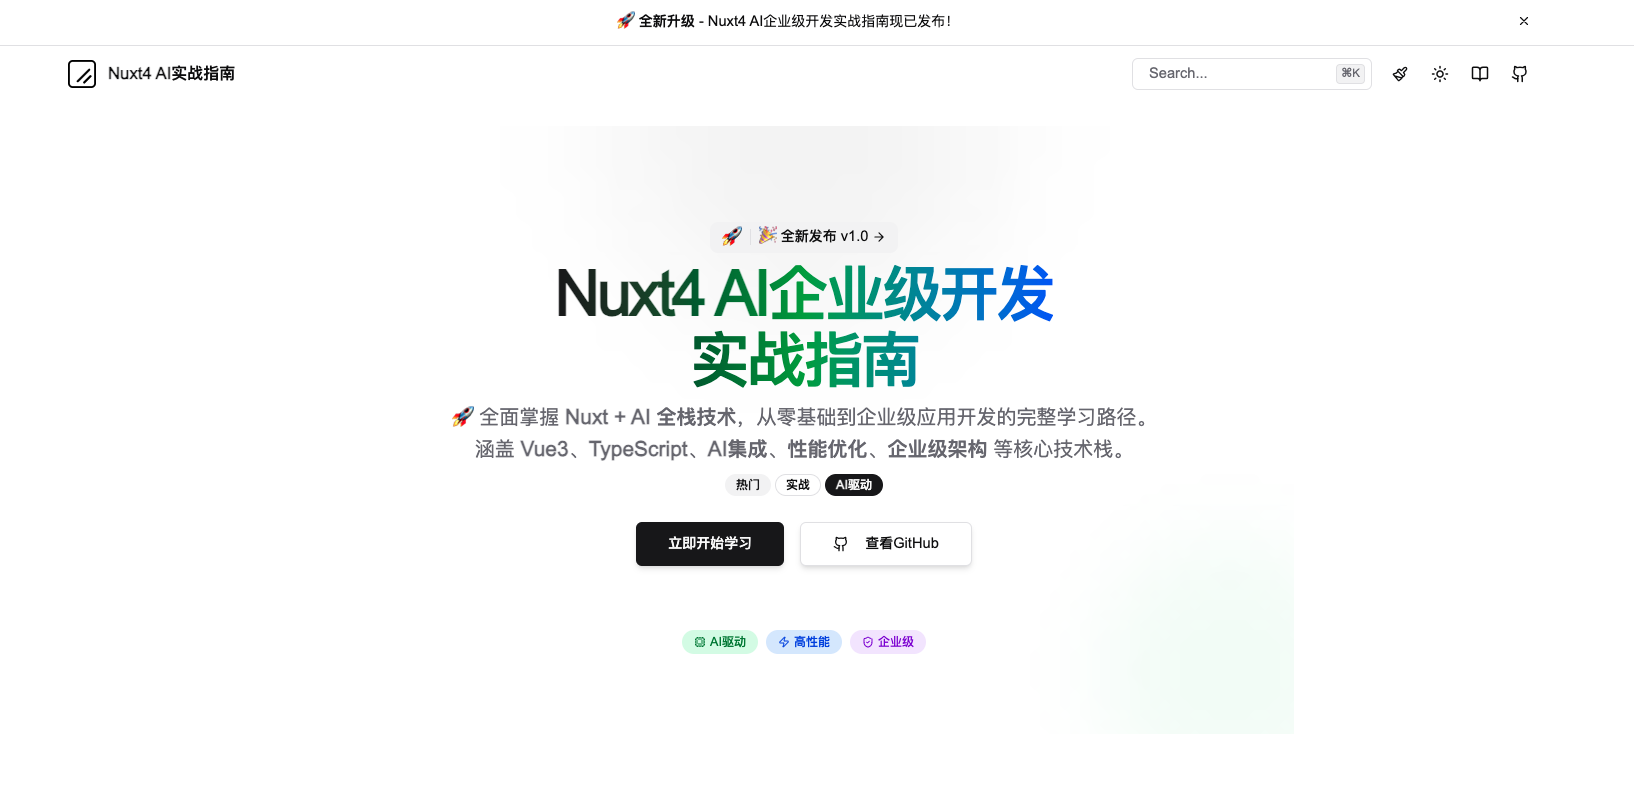 🚀 全新升级 - Nuxt4 AI企业级开发实战指南现已发布!
Nuxt4 AI实战指南
Search...
⌘K
🚀 🎉 全新发布 v1.0 →
Nuxt4 AI企业级开发
实战指南
🚀 全面掌握 Nuxt + AI 全栈技术，从零基础到企业级应用开发的完整学习路径。
涵盖 Vue3、TypeScript、AI集成、性能优化、企业级架构 等核心技术栈。
热门 实战 AI驱动
立即开始学习
查看GitHub
AI驱动 高性能 企业级